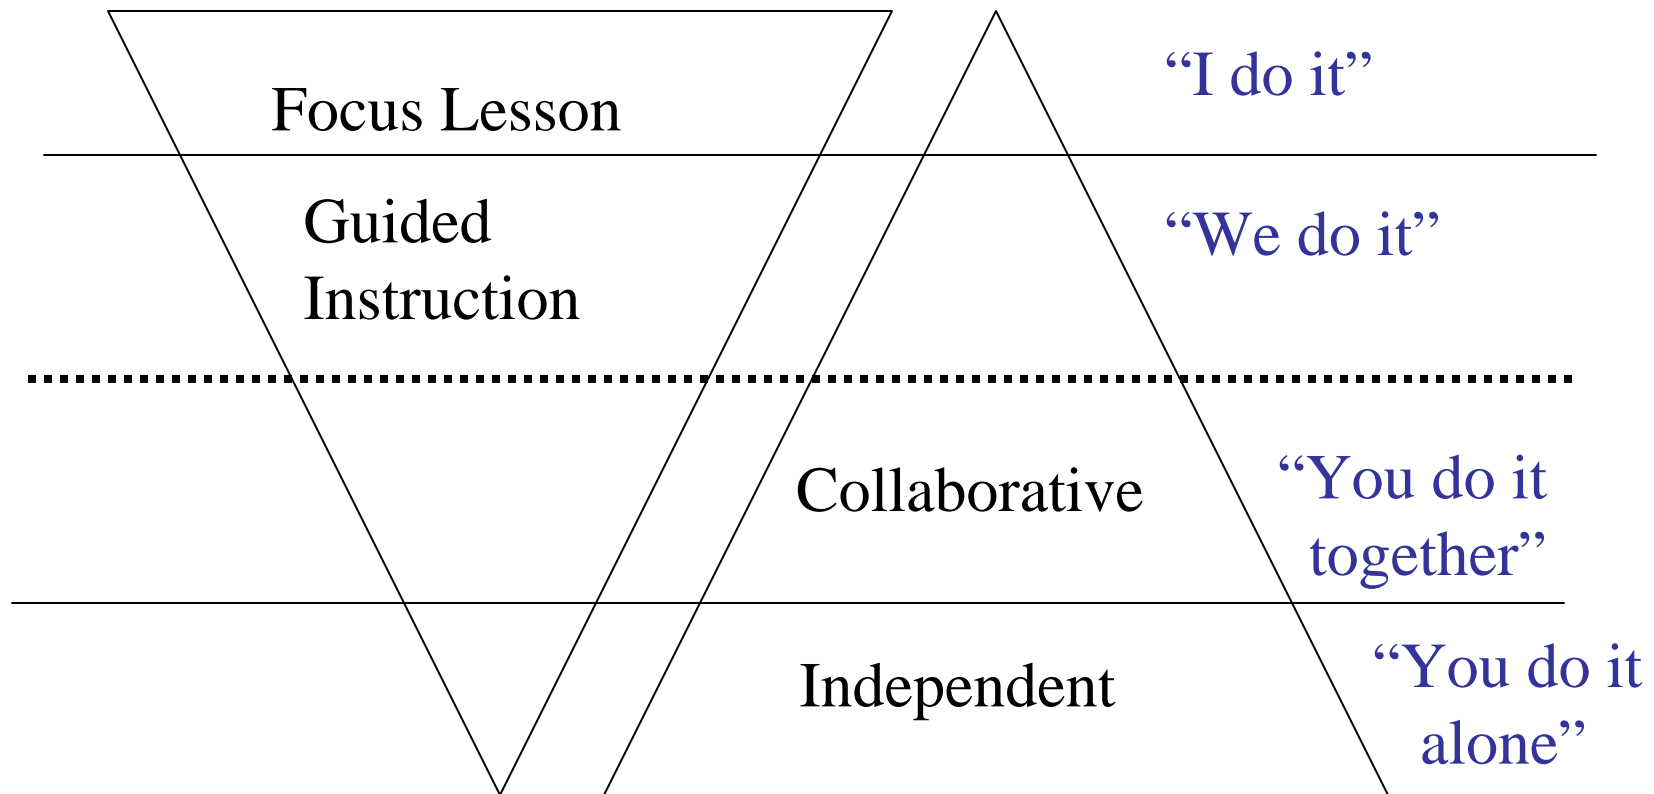 Focus Lesson
“I do it”
Guided
Instruction
“We do it”
Collaborative
“You do it
together”
Independent
“You do it
alone”